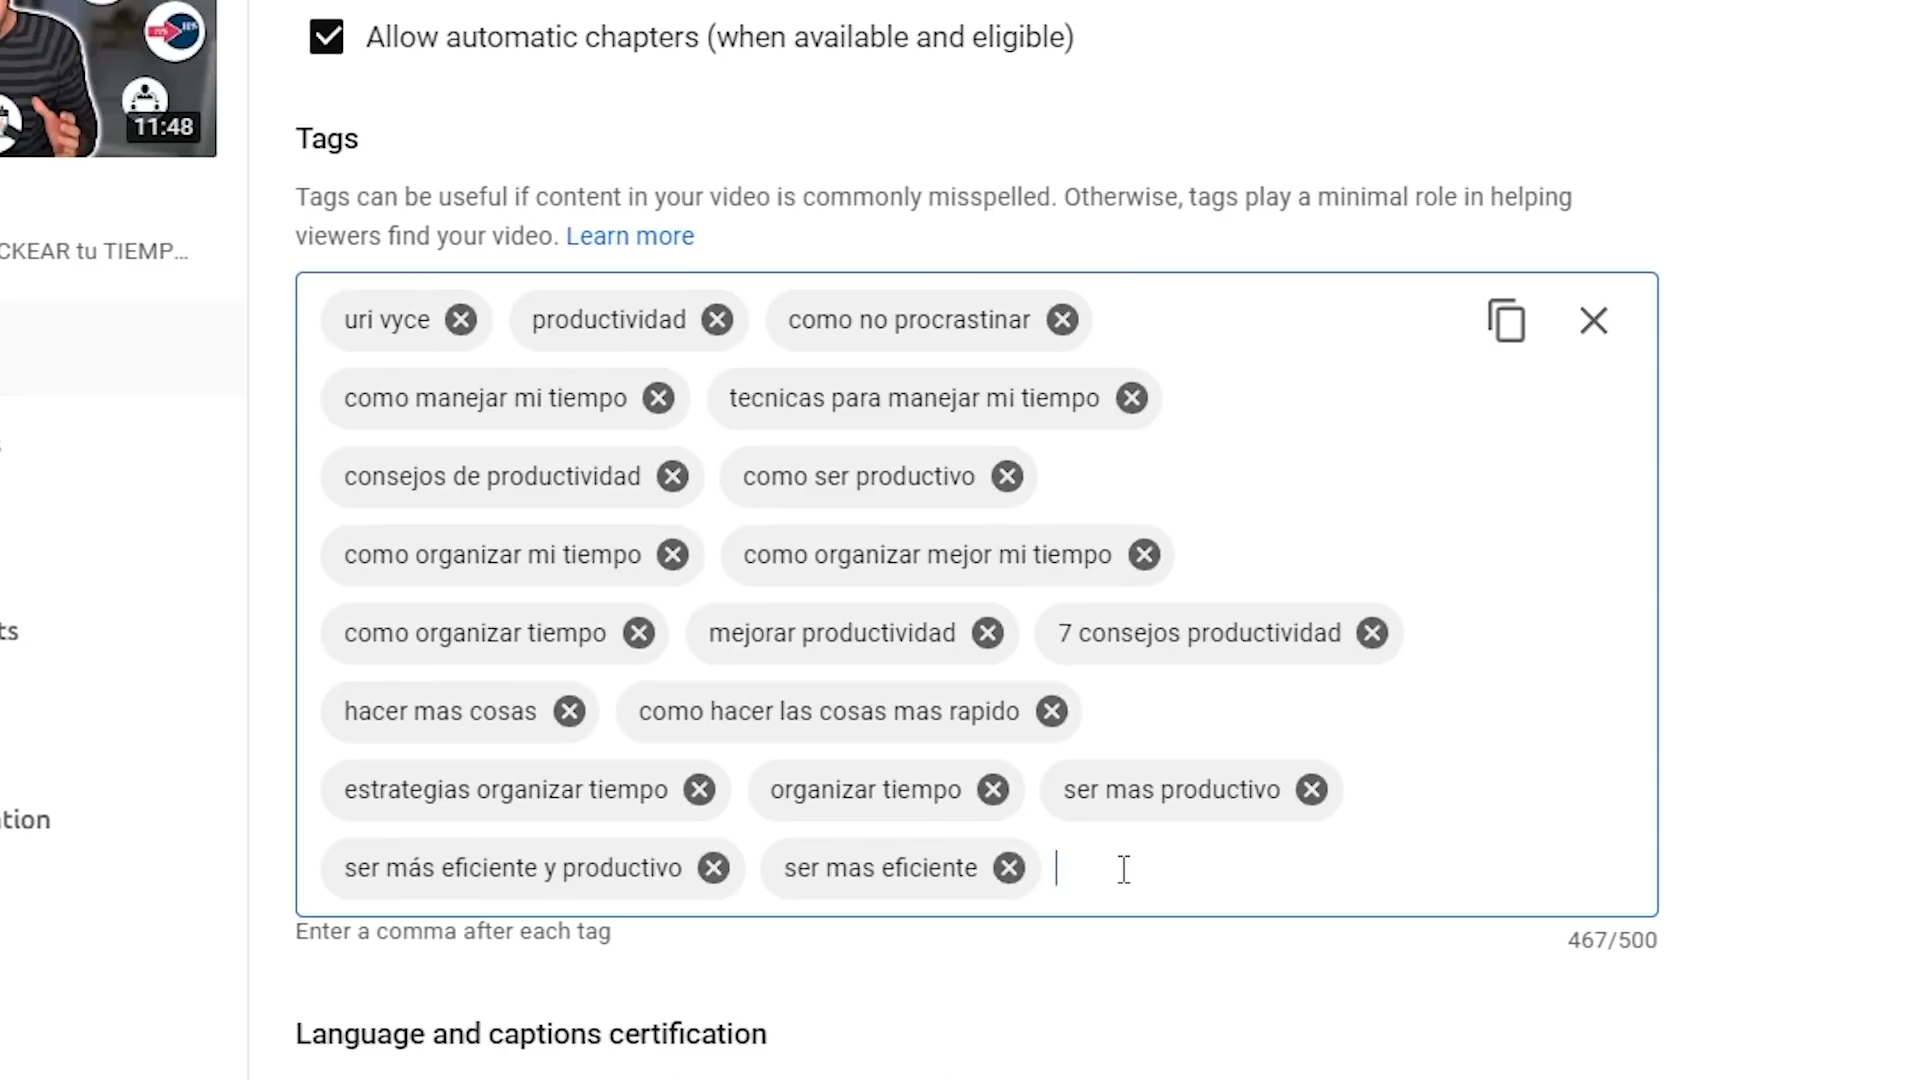 Allow automatic chapters (when available and eligible)
11:48
Tags
Tags can be useful if content in your video is commonly misspelled. Otherwise, tags play a minimal role in helping
viewers find your video. Learn more
CKEAR tu TIEMP...
uri vyce productividad como no procrastinar
como manejar mi tiempo tecnicas para manejar mi tiempo
consejos de productividad como ser productivo
como organizar mi tiempo como organizar mejor mi tiempo
ts
como organizar tiempo mejorar productividad 7 consejos productividad
hacer mas cosas como hacer las cosas mas rapido
estrategias organizar tiempo organizar tiempo ser mas productivo
tion
ser más eficiente y productivo ser mas eficiente
Enter a comma after each tag
467/500
Language and captions certification